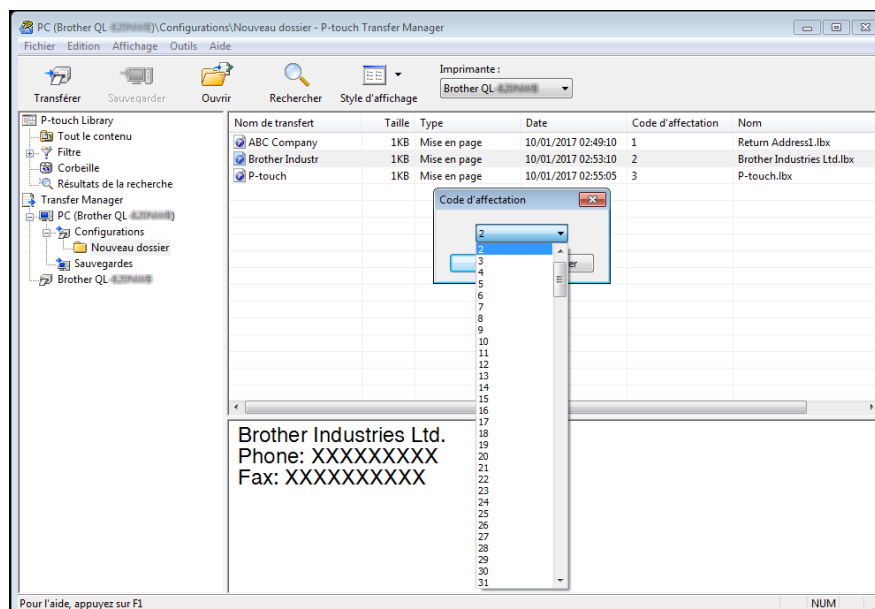 PC (Brother QL-)\Configurations\Nouveau dossier - P-touch Transfer Manager
Fichier Edition Affichage Outils Aide
Transférer
Sauvegarder
Ouvrir
Rechercher
Style d'affichage
Imprimante :
Brother QL-
P-touch Library
Tout le contenu
Filtre
Corbeille
Résultats de la recherche
Transfer Manager
PC (Brother QL-)
Configurations
Nouveau dossier
Sauvegardes
Brother QL-
Nom de transfert Taille Type Date Code d'affectation Nom
ABC Company 1KB Mise en page 10/01/2017 02:49:10 1 Return Address1.lbx
Brother Industr 1KB Mise en page 10/01/2017 02:53:10 2 Brother Industries Ltd.lbx
P-touch 1KB Mise en page 10/01/2017 02:55:05 3 P-touch.lbx
Code d'affectation
2
2
3
er
4
5
6
7
8
9
10
11
12
13
14
15
16
17
18
19
20
21
22
23
24
25
26
27
28
29
30
31
Brother Industries Ltd.
Phone: XXXXXXXXX
Fax: XXXXXXXXXX
Pour l'aide, appuyez sur F1
NUM